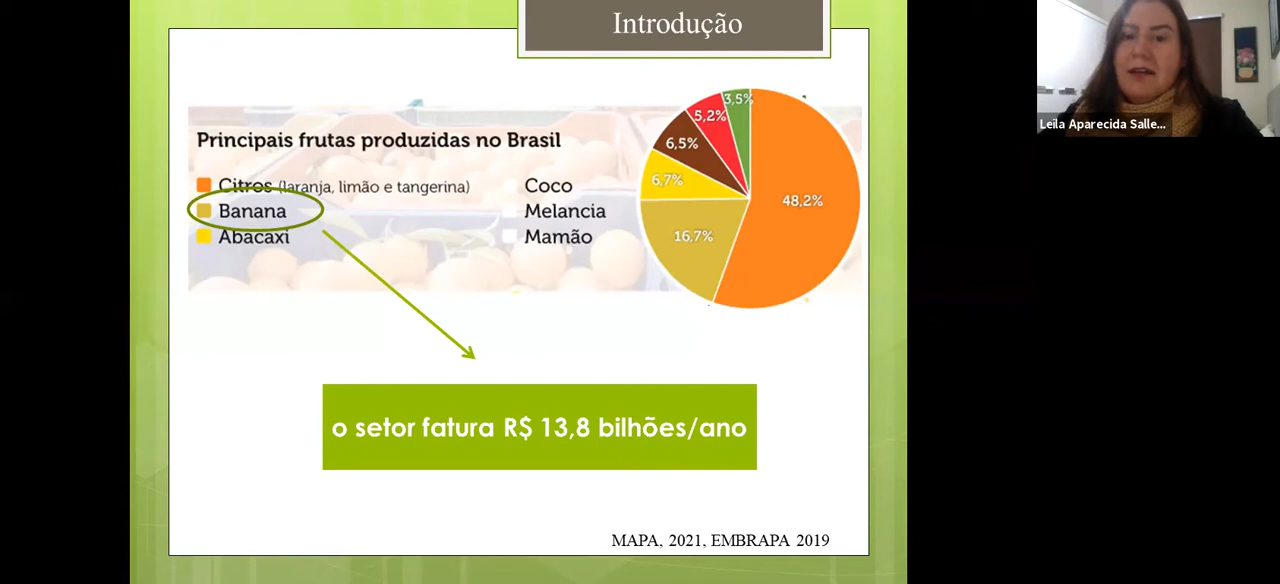 Introdução
Principais frutas produzidas no Brasil
Citros (laranja, limão e tangerina)
Banana
Abacaxi
Coco
Melancia
Mamão
3,5%
5,2%
6,5%
6,7%
48,2%
16,7%
o setor fatura R$ 13,8 bilhões/ano
MAPA, 2021, EMBRAPA 2019
Leila Aparecida Salle...